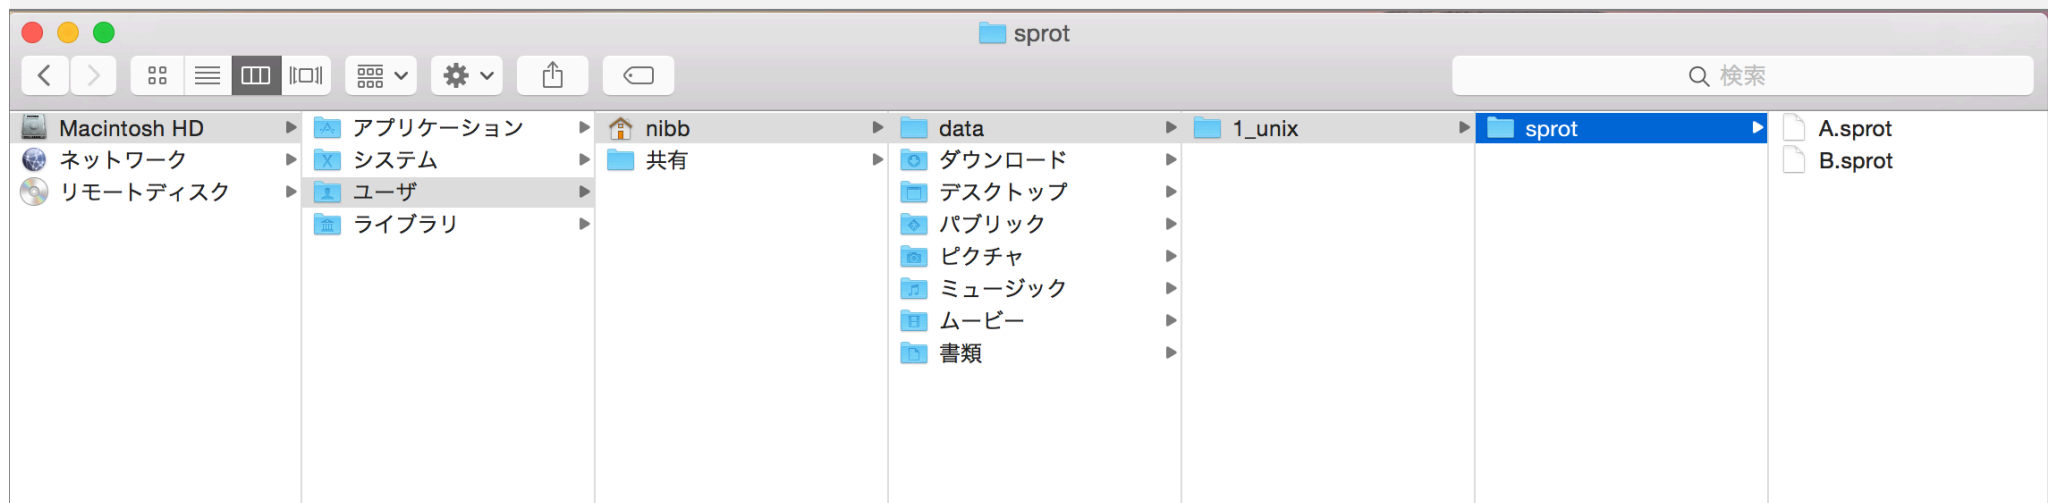 sprot
検索
Macintosh HD
ネットワーク
リモートディスク
アプリケーション
システム
ユーザ
ライブラリ
nibb
共有
data
ダウンロード
デスクトップ
パブリック
ピクチャ
ミュージック
ムービー
書類
1_unix
sprot
A.sprot
B.sprot